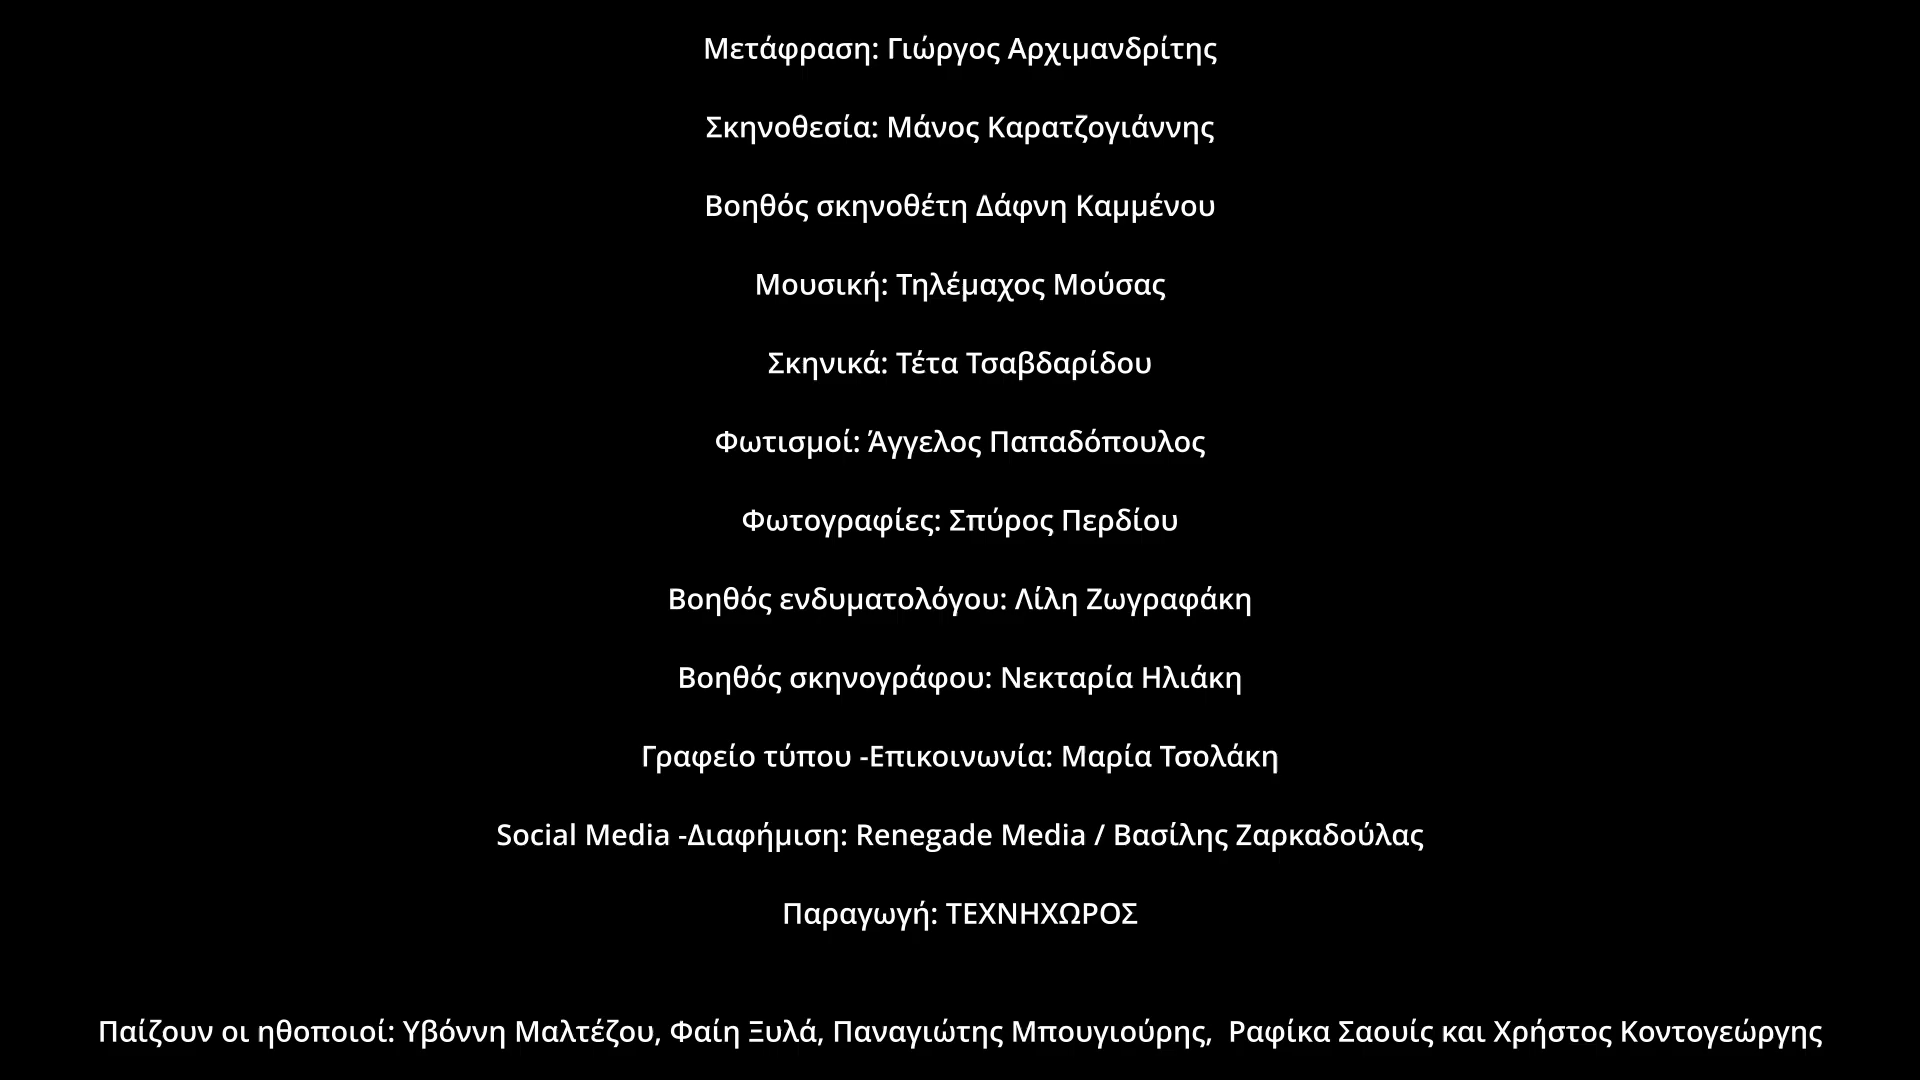 Μετάφραση: Γιώργος Αρχιμανδρίτης
Σκηνοθεσία: Μάνος Καρατζογιάννης
Βοηθός σκηνοθέτη Δάφνη Καμμένου
Μουσική: Τηλέμαχος Μούσας
Σκηνικά: Τέτα Τσαβδαρίδου
Φωτισμοί: Άγγελος Παπαδόπουλος
Φωτογραφίες: Σπύρος Περδίου
Βοηθός ενδυματολόγου: Λίλη Ζωγραφάκη
Βοηθός σκηνογράφου: Νεκταρία Ηλιάκη
Γραφείο τύπου -Επικοινωνία: Μαρία Τσολάκη
Social Media -Διαφήμιση: Renegade Media / Βασίλης Ζαρκαδούλας
Παραγωγή: ΤΕΧΝΗΧΩΡΟΣ
Παίζουν οι ηθοποιοί: Υβόννη Μαλτέζου, Φαίη Ξυλά, Παναγιώτης Μπουγιούρης,  Ραφίκα Σαουίς και Χρήστος Κοντογεώργης